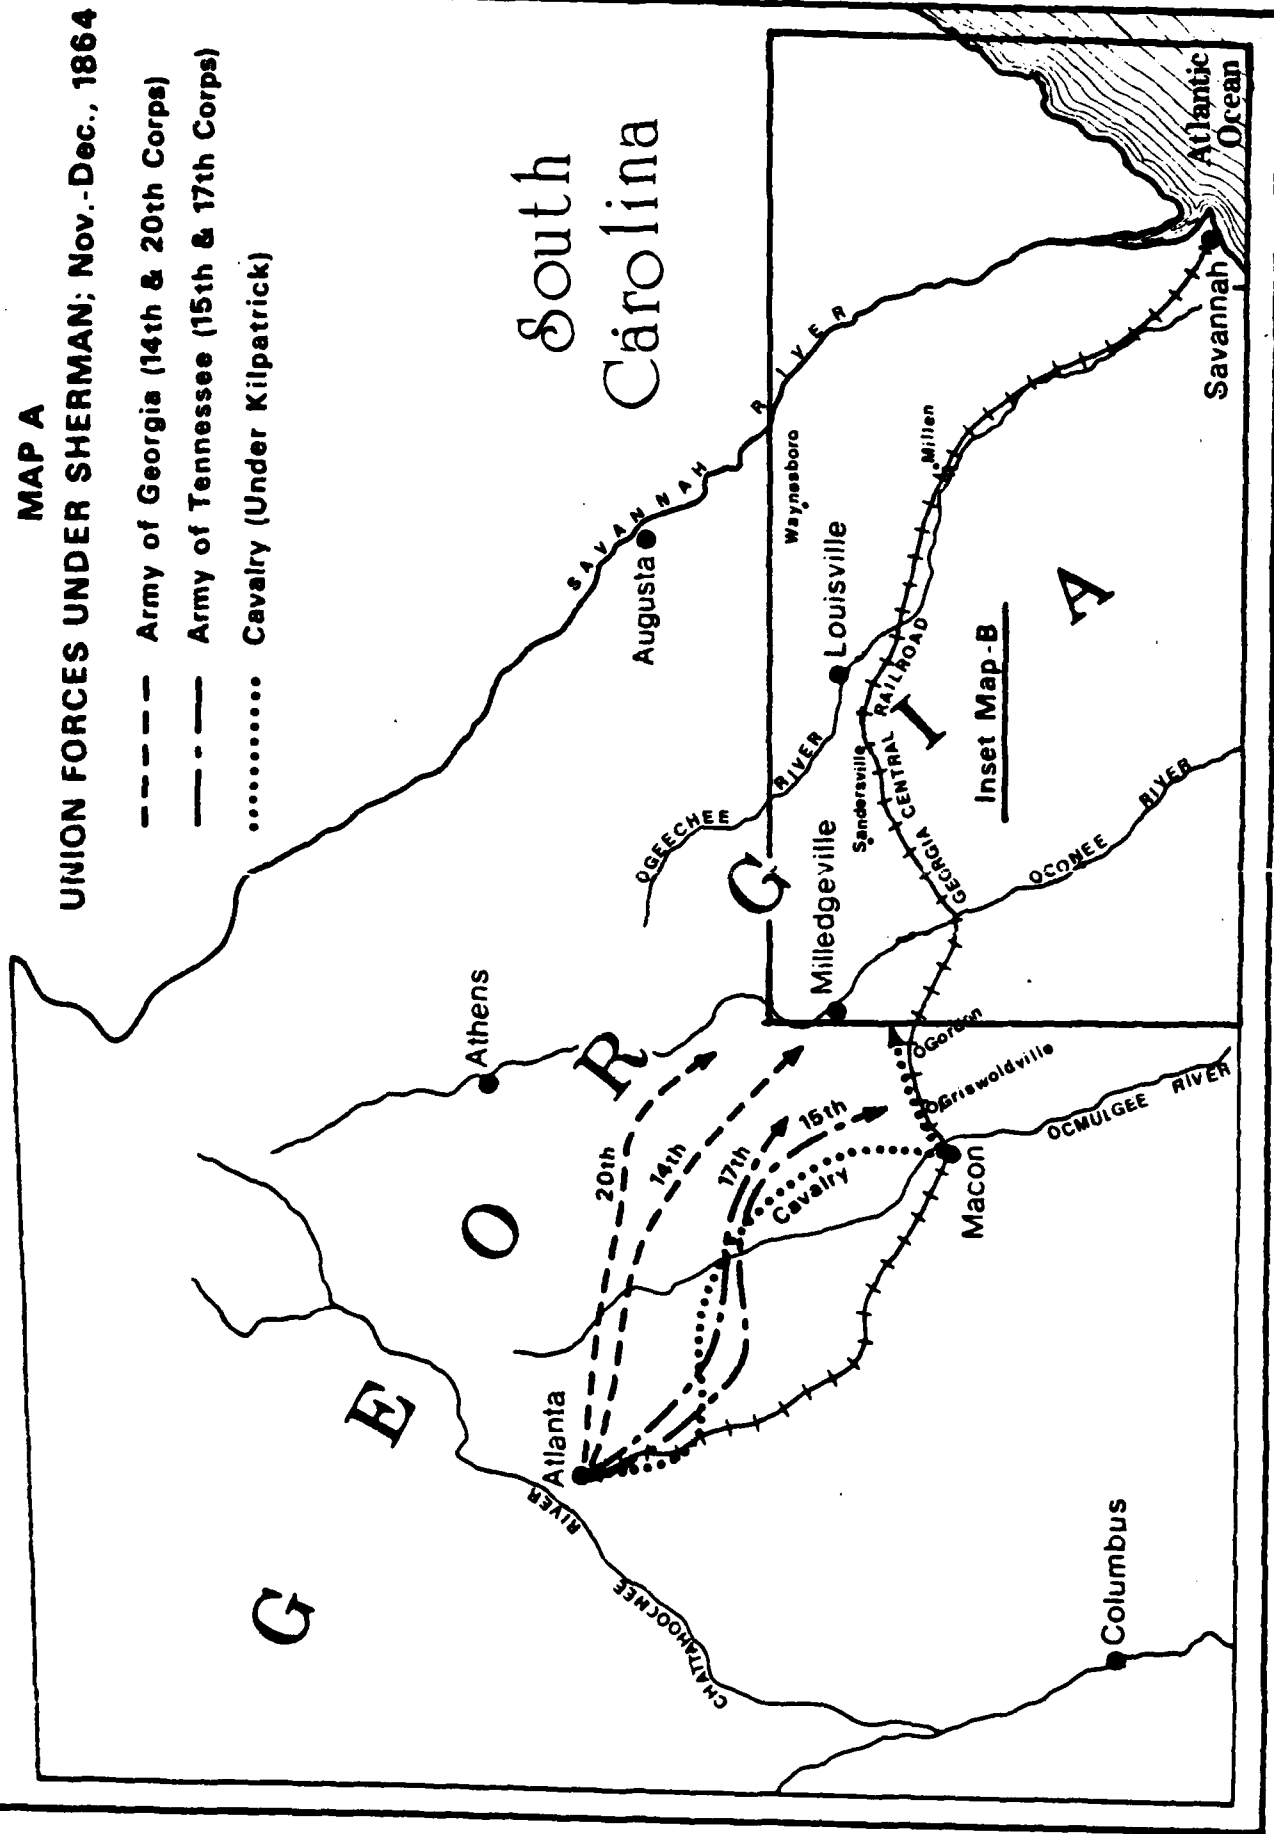 MAP A
UNION FORCES UNDER SHERMAN; Nov.-Dec., 1864
Army of Georgia (14th & 20th Corps)
Army of Tennessee (15th & 17th Corps)
Cavalry (Under Kilpatrick)
South
Carolina
G
E
O
R
G
I
A
CHATTAHOOCHEE
RIVER
Atlanta
Athens
Augusta
SAVANNAH
RIVER
20th
14th
17th
15th
Cavalry
OGEECHEE
RIVER
Milledgeville
Louisville
Waynesboro
Sandersville
Millen
GEORGIA CENTRAL RAILROAD
Gordon
Griswoldville
Macon
OCMULGEE RIVER
OCONEE
RIVER
Inset Map-B
Columbus
Savannah
Atlantic
Ocean